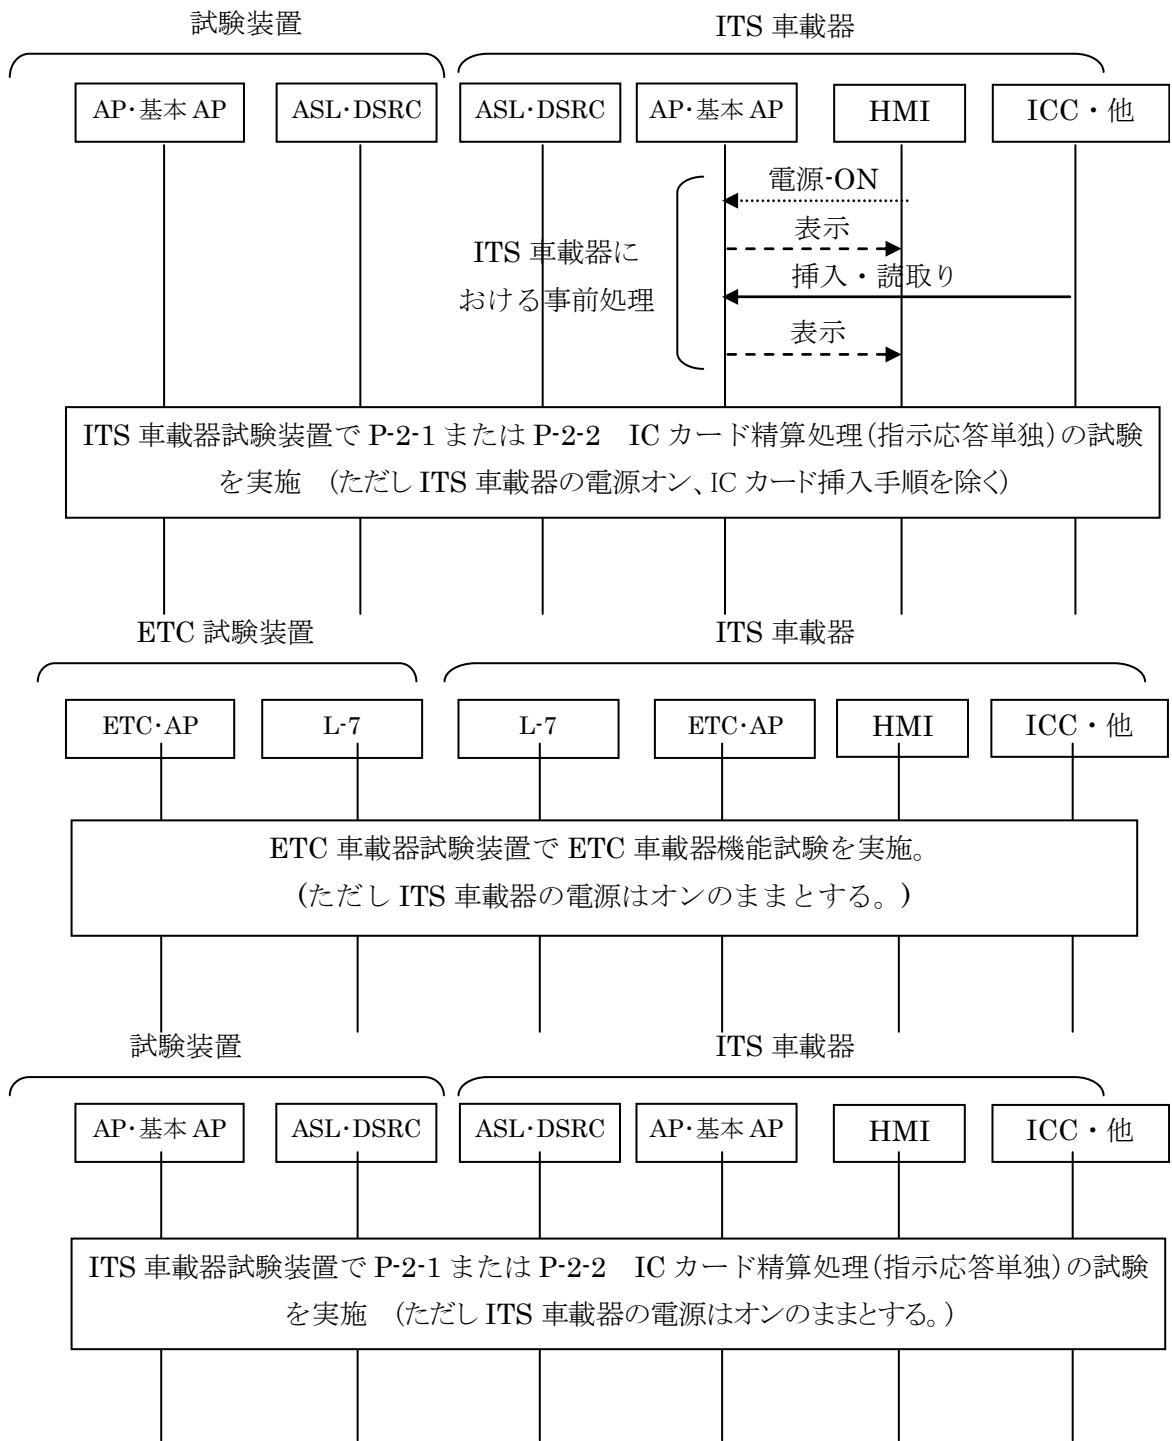 試験装置 ITS 車載器
AP・基本 AP ASL・DSRC ASL・DSRC AP・基本 AP HMI ICC・他
電源-ON
表示
ITS 車載器に
挿入・読取り
おける事前処理
表示
ITS 車載器試験装置で P-2-1 または P-2-2 IC カード精算処理(指示応答単独)の試験
を実施 (ただし ITS 車載器の電源オン、IC カード挿入手順を除く)
ETC 試験装置 ITS 車載器
ETC・AP L-7 L-7 ETC・AP HMI ICC・他
ETC 車載器試験装置で ETC 車載器機能試験を実施。
(ただし ITS 車載器の電源はオンのままとする。)
試験装置 ITS 車載器
AP・基本 AP ASL・DSRC ASL・DSRC AP・基本 AP HMI ICC・他
ITS 車載器試験装置で P-2-1 または P-2-2 IC カード精算処理(指示応答単独)の試験
を実施 (ただし ITS 車載器の電源はオンのままとする。)